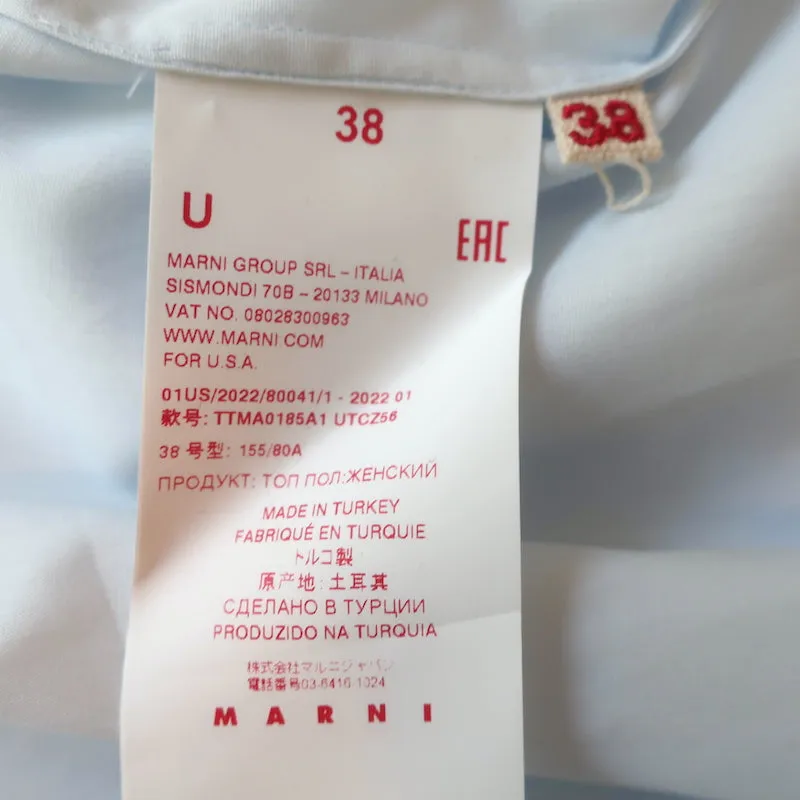 38
38
U
EAC
MARNI GROUP SRL – ITALIA
SISMONDI 70B – 20133 MILANO
VAT NO. 08028300963
WWW.MARNI COM
FOR U.S.A.
01US/2022/80041/1 - 2022 01
款号: TTMA0185A1 UTCZ56
38 号型: 155/80A
ПРОДУКТ: ТОП ПОЛ:ЖЕНСКИЙ
MADE IN TURKEY
FABRIQUÉ EN TURQUIE
トルコ製
原产地: 土耳其
СДЕЛАНО В ТУРЦИИ
PRODUZIDO NA TURQUIA
株式会社マルニジャパン
電話番号03-6416-1024
MARNI